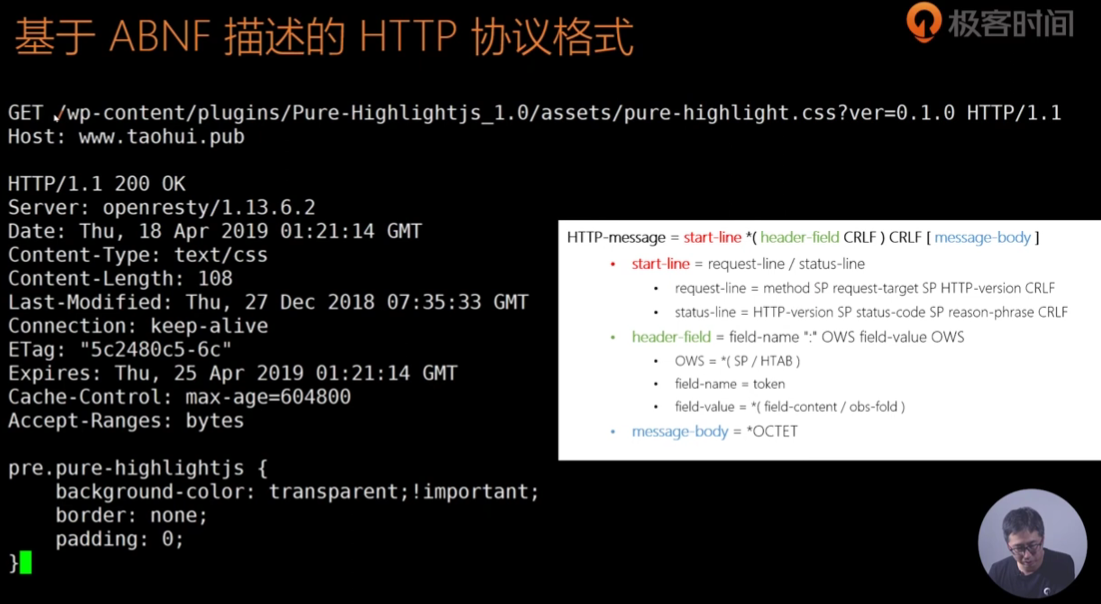 基于 ABNF 描述的 HTTP 协议格式
极客时间
GET /wp-content/plugins/Pure-Highlightjs_1.0/assets/pure-highlight.css?ver=0.1.0 HTTP/1.1
Host: www.taohui.pub
HTTP/1.1 200 OK
Server: openresty/1.13.6.2
Date: Thu, 18 Apr 2019 01:21:14 GMT
Content-Type: text/css
Content-Length: 108
Last-Modified: Thu, 27 Dec 2018 07:35:33 GMT
Connection: keep-alive
ETag: "5c2480c5-6c"
Expires: Thu, 25 Apr 2019 01:21:14 GMT
Cache-Control: max-age=604800
Accept-Ranges: bytes
pre.pure-highlightjs {
    background-color: transparent;!important;
    border: none;
    padding: 0;
}
HTTP-message = start-line *( header-field CRLF ) CRLF [ message-body ]
• start-line = request-line / status-line
• request-line = method SP request-target SP HTTP-version CRLF
• status-line = HTTP-version SP status-code SP reason-phrase CRLF
• header-field = field-name ":" OWS field-value OWS
• OWS = *( SP / HTAB )
• field-name = token
• field-value = *( field-content / obs-fold )
• message-body = *OCTET